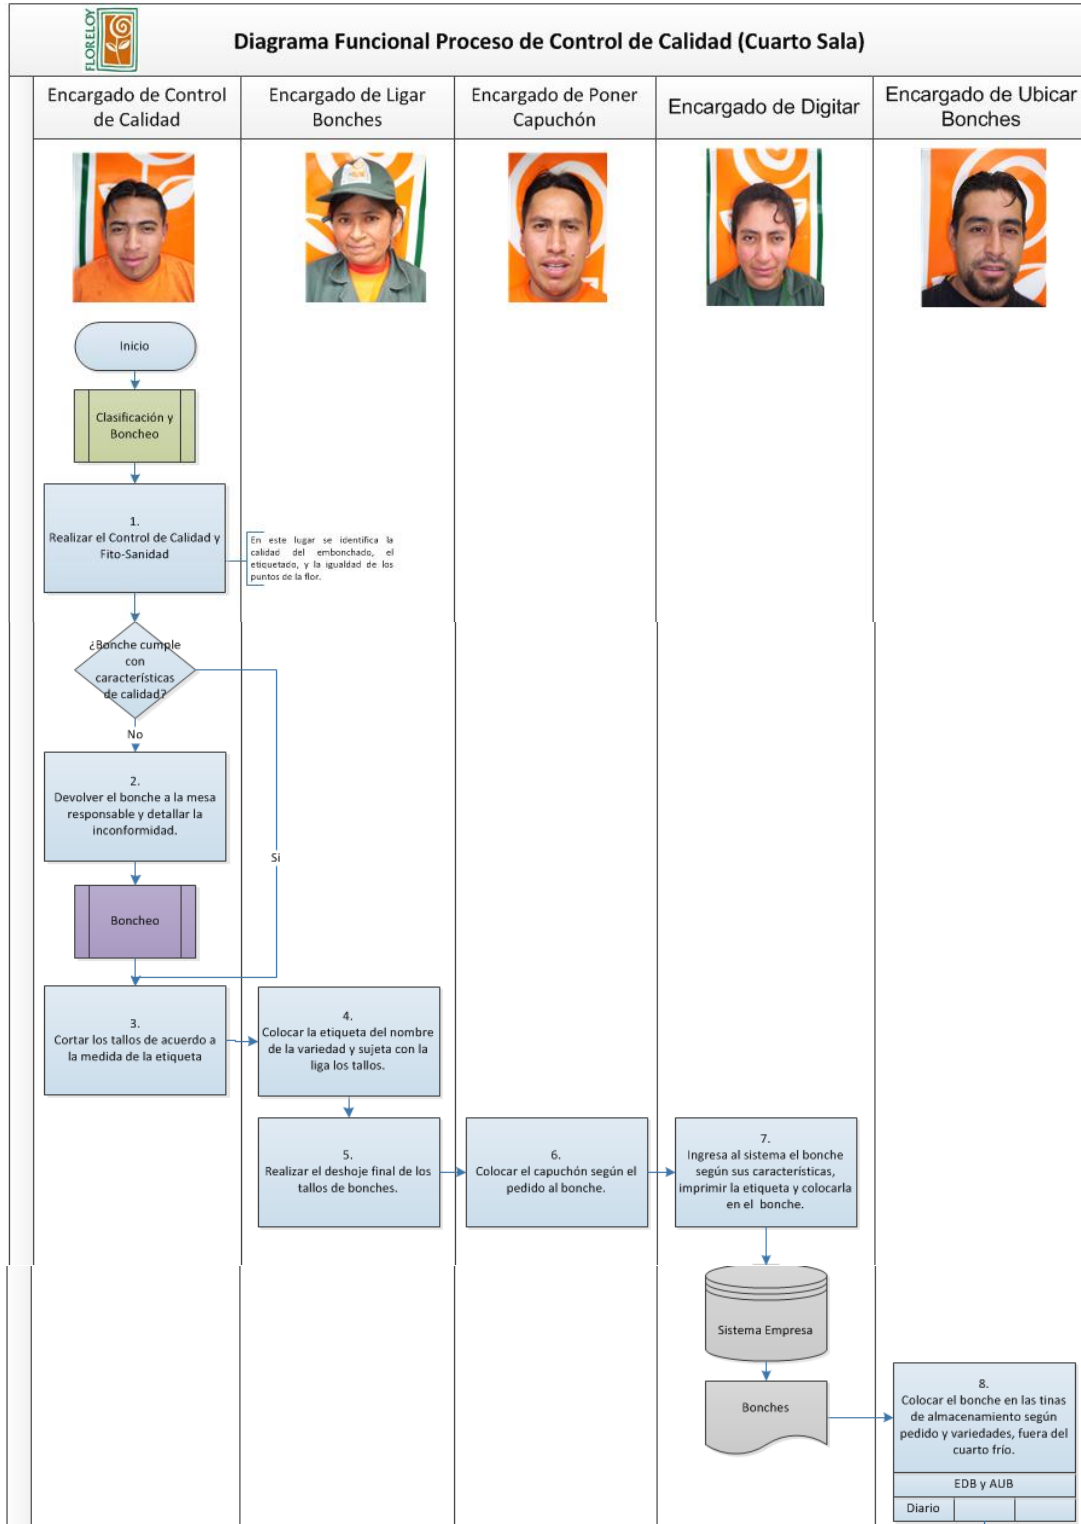 FLORELOY
Diagrama Funcional Proceso de Control de Calidad (Cuarto Sala)
Encargado de Control
de Calidad
Encargado de Ligar
Bonches
Encargado de Poner
Capuchón
Encargado de Digitar
Encargado de Ubicar
Bonches
Inicio
Clasificación y
Boncheo
1.
Realizar el Control de Calidad y
Fito-Sanidad
En este lugar se identifica la
calidad del embonchado, el
etiquetado, y la igualdad de los
puntos de la flor.
¿Bonche cumple
con
características
de calidad?
No
2.
Devolver el bonche a la mesa
responsable y detallar la
inconformidad.
Si
Boncheo
3.
Cortar los tallos de acuerdo a
la medida de la etiqueta
4.
Colocar la etiqueta del nombre
de la variedad y sujeta con la
liga los tallos.
5.
Realizar el deshoje final de los
tallos de bonches.
6.
Colocar el capuchón según el
pedido al bonche.
7.
Ingresa al sistema el bonche
según sus características,
imprimir la etiqueta y colocarla
en el bonche.
Sistema Empresa
Bonches
8.
Colocar el bonche en las tinas
de almacenamiento según
pedido y variedades, fuera del
cuarto frío.
EDB y AUB
Diario